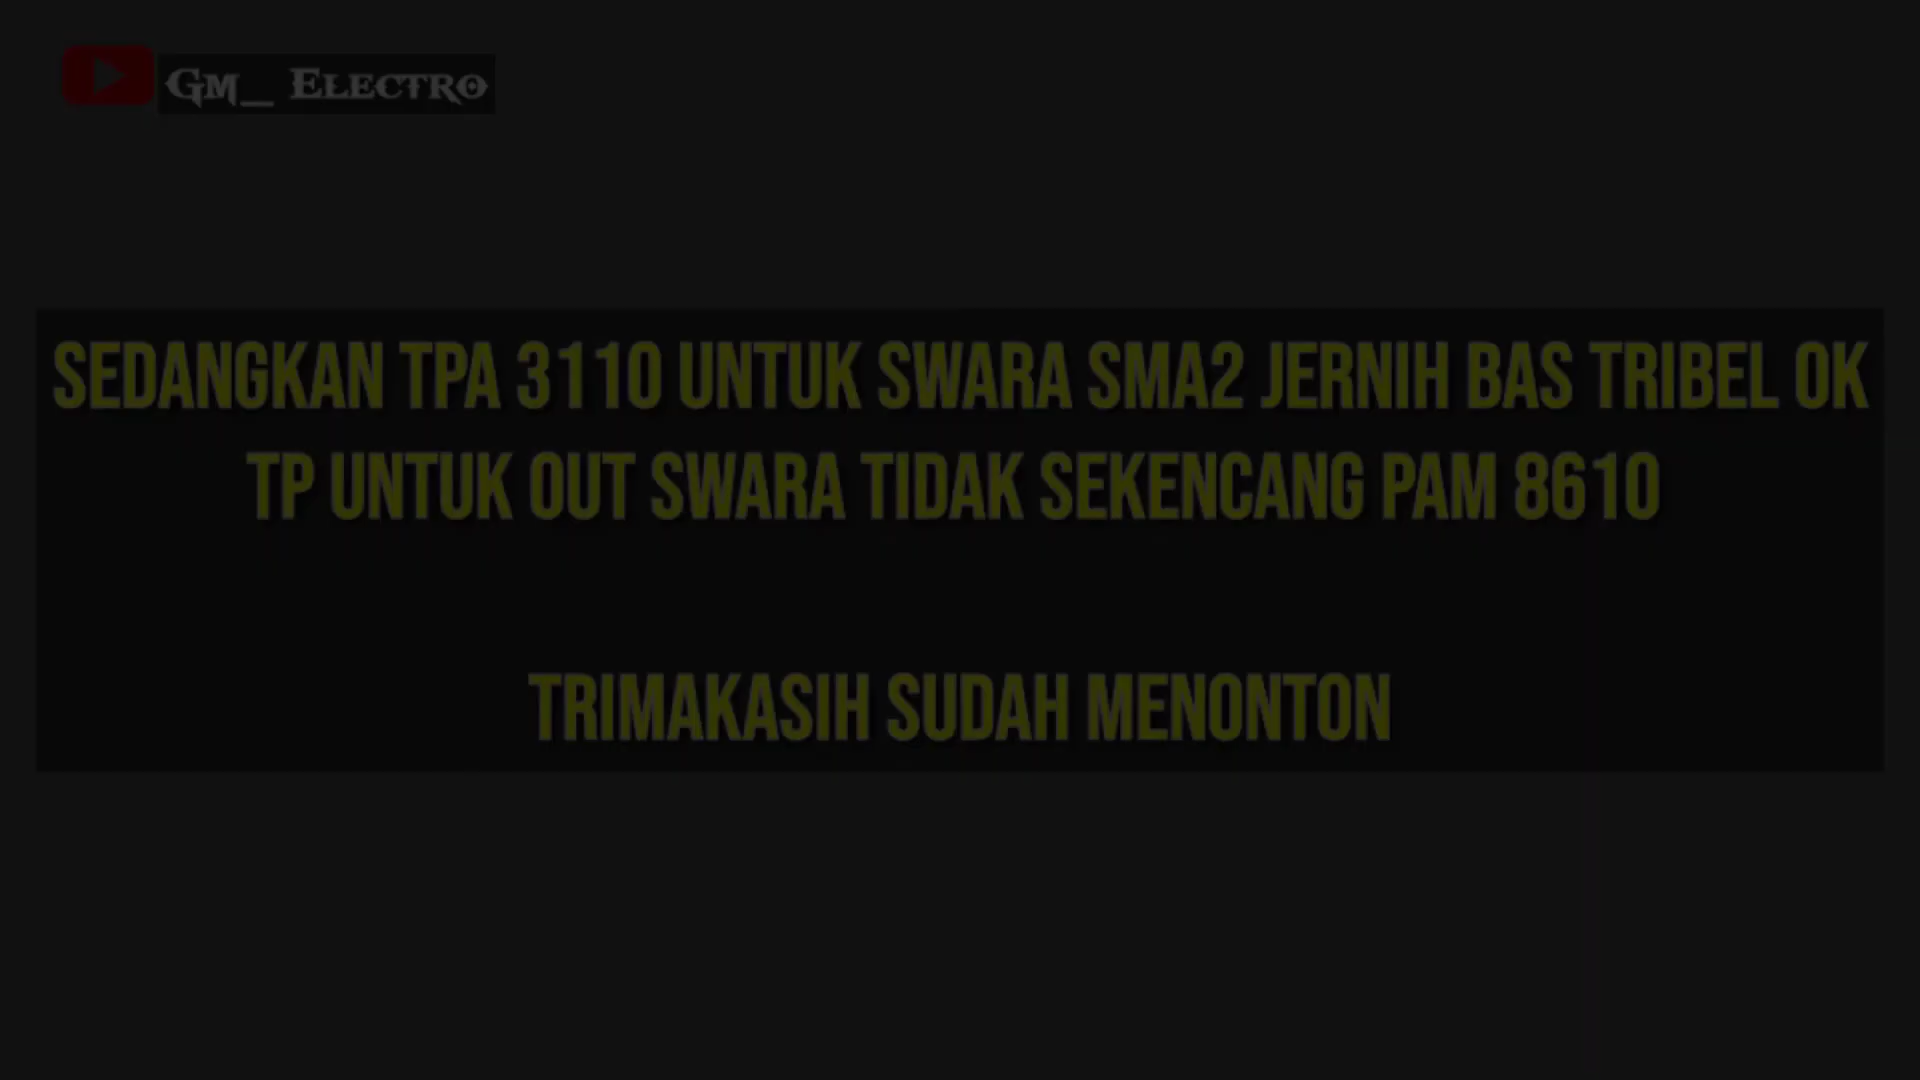 Gm_ Electro
SEDANGKAN TPA 3110 UNTUK SWARA SMA2 JERNIH BAS TRIBEL OK
TP UNTUK OUT SWARA TIDAK SEKENCANG PAM 8610
TRIMAKASIH SUDAH MENONTON